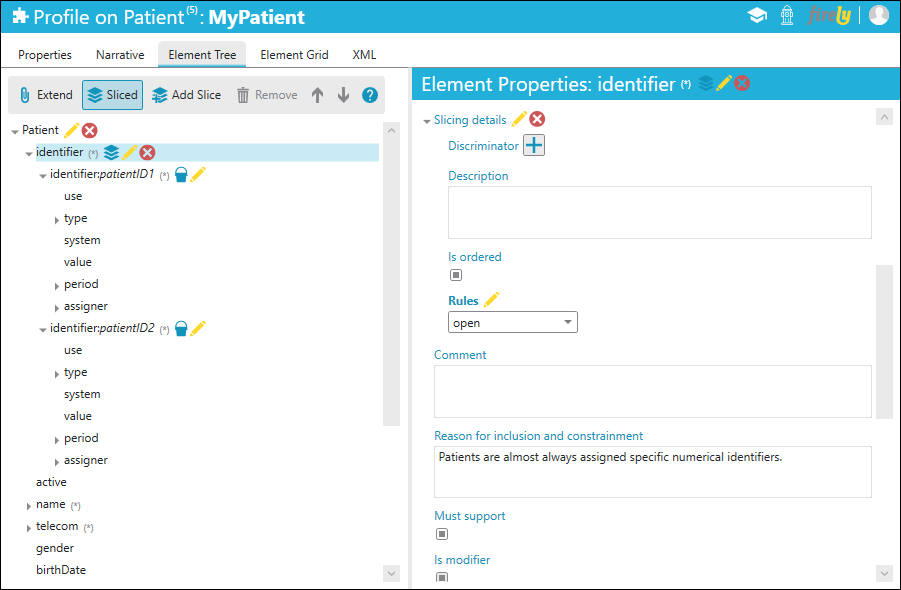 Profile on Patient(5): MyPatient
firely
Properties Narrative Element Tree Element Grid XML
Extend Sliced Add Slice Remove ?
Patient
identifier (*)
identifier:patientID1 (*)
use
type
system
value
period
assigner
identifier:patientID2 (*)
use
type
system
value
period
assigner
active
name (*)
telecom (*)
gender
birthDate
Element Properties: identifier (*)
Slicing details
Discriminator
Description
Is ordered
Rules
open
Comment
Reason for inclusion and constrainment
Patients are almost always assigned specific numerical identifiers.
Must support
Is modifier